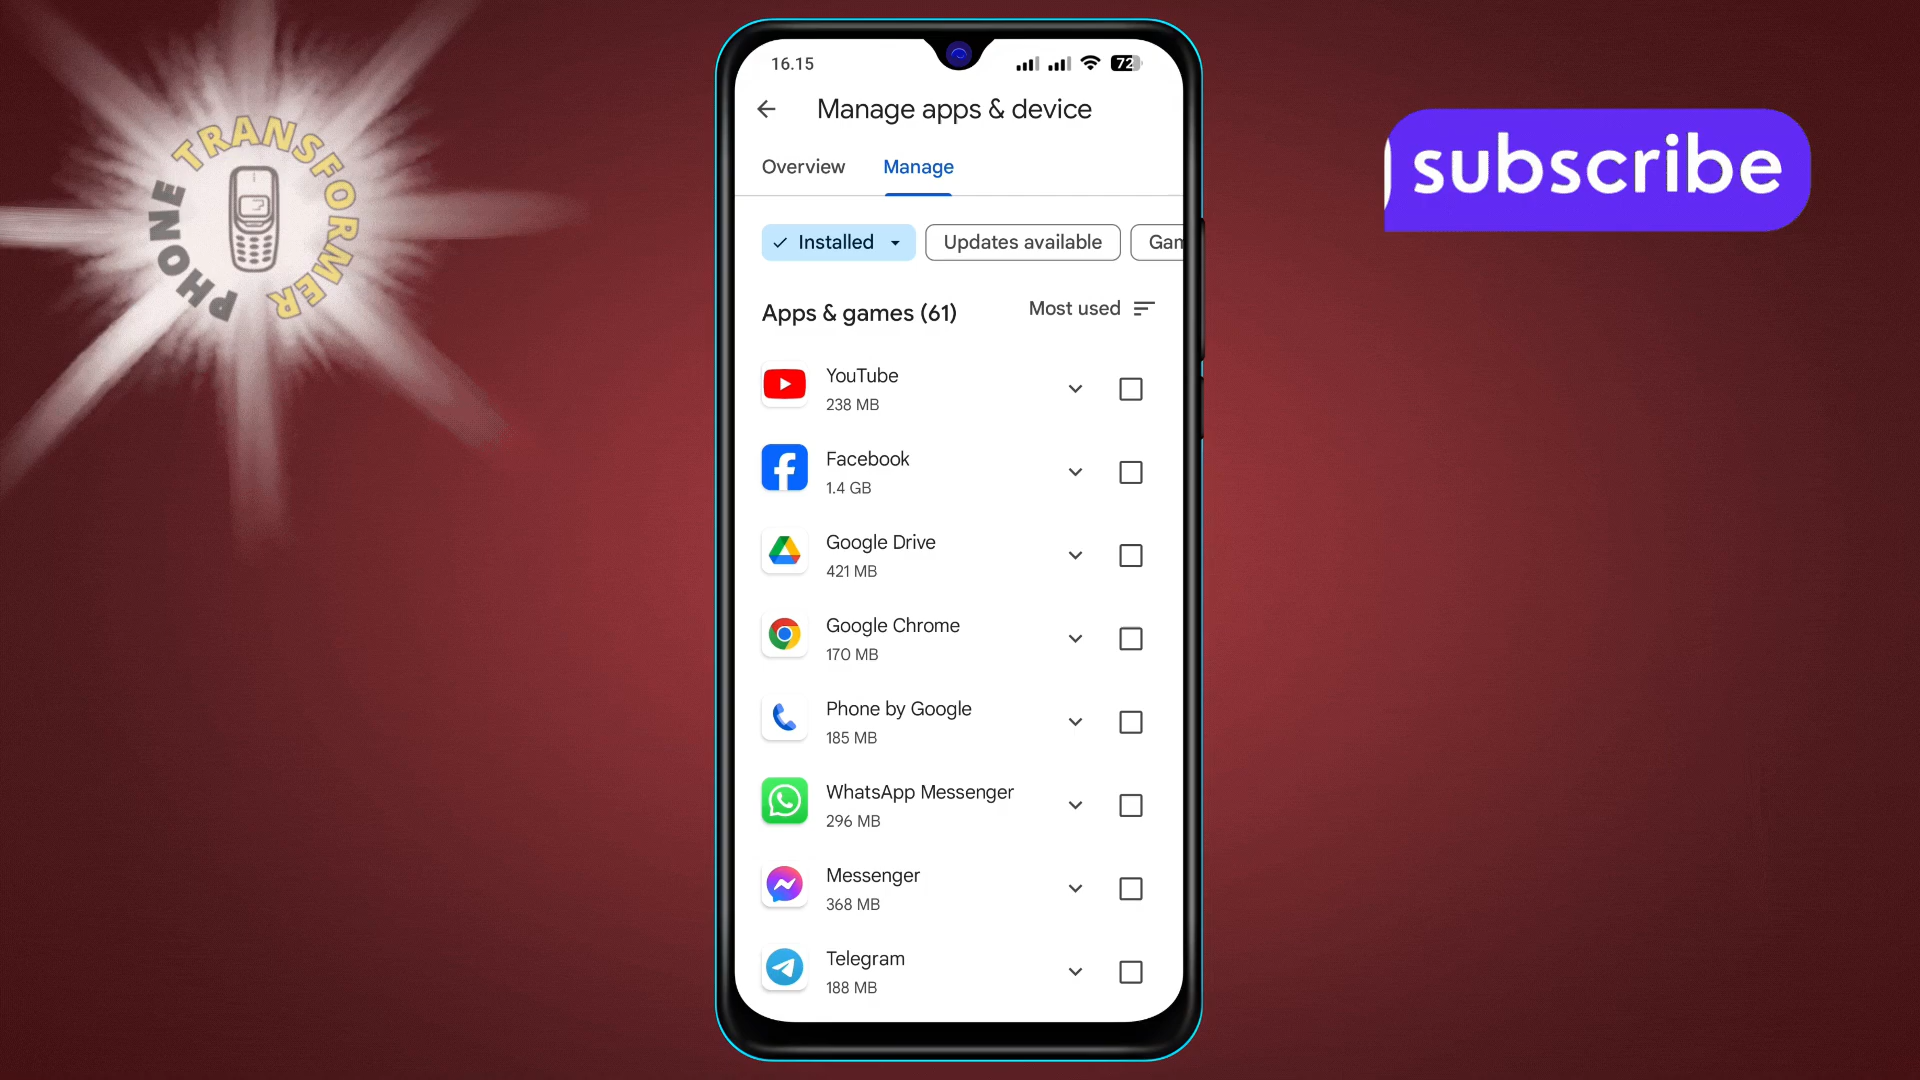 PHONE TRANSFORMER
subscribe
16.15
72
Manage apps & device
Overview
Manage
Installed
Updates available
Gam
Apps & games (61)
Most used
YouTube
238 MB
Facebook
1.4 GB
Google Drive
421 MB
Google Chrome
170 MB
Phone by Google
185 MB
WhatsApp Messenger
296 MB
Messenger
368 MB
Telegram
188 MB